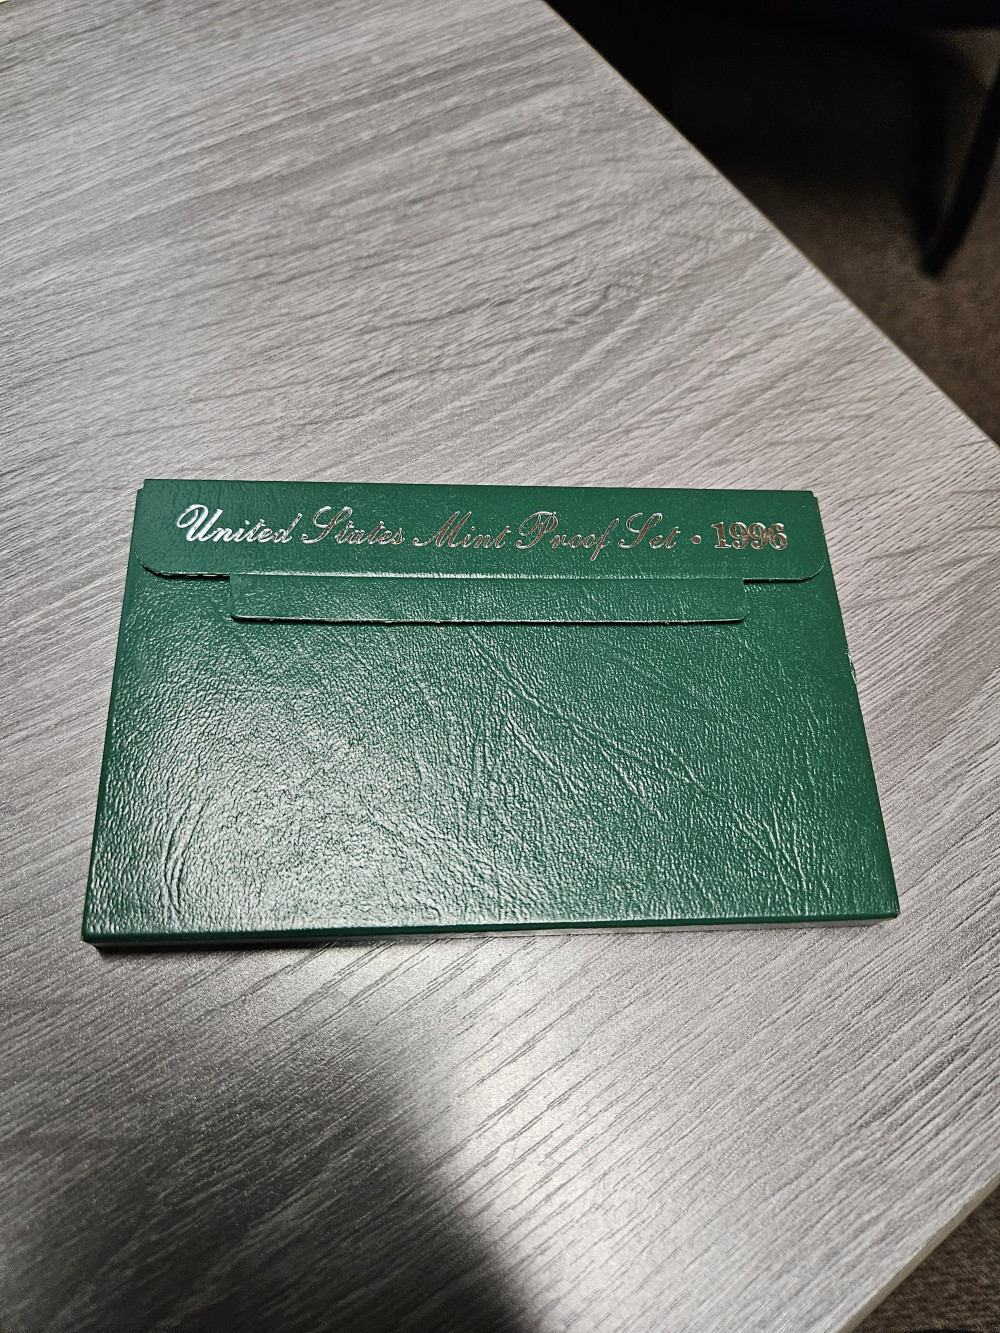 United States Mint Proof Set • 1996